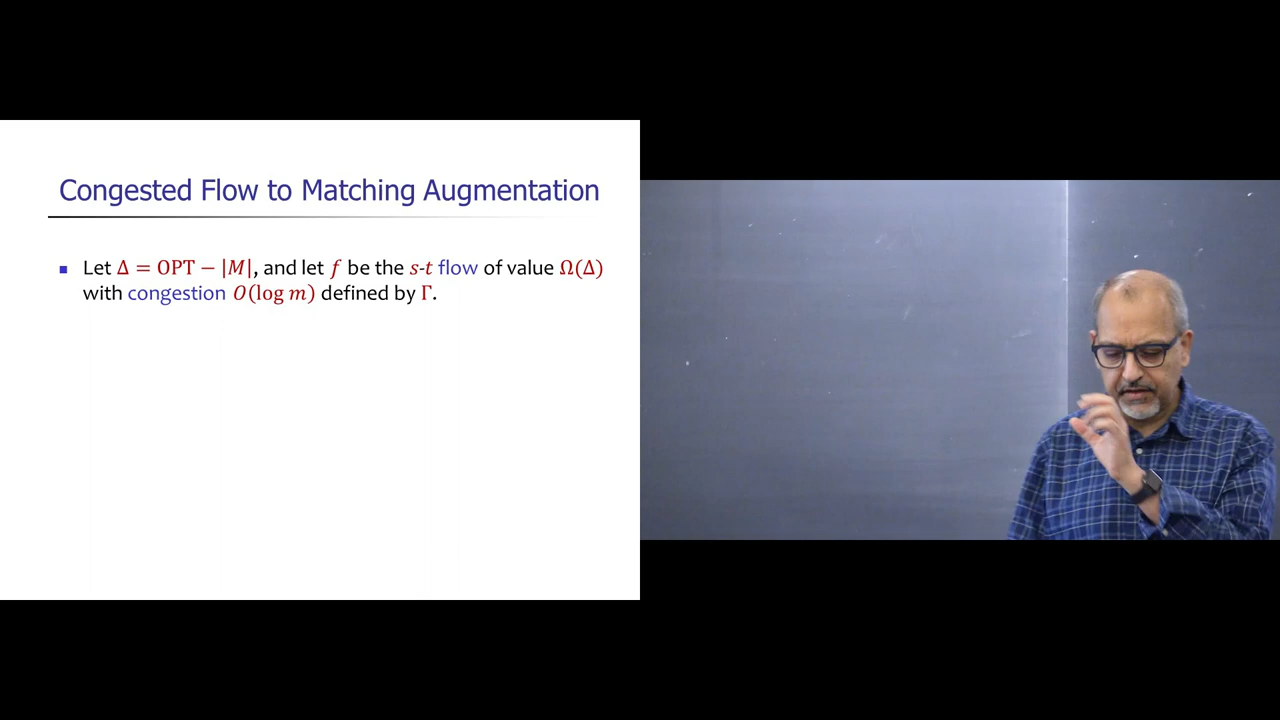 Congested Flow to Matching Augmentation
Let Δ = OPT − |M|, and let f be the s-t flow of value Ω(Δ)
with congestion O(log m) defined by Γ.